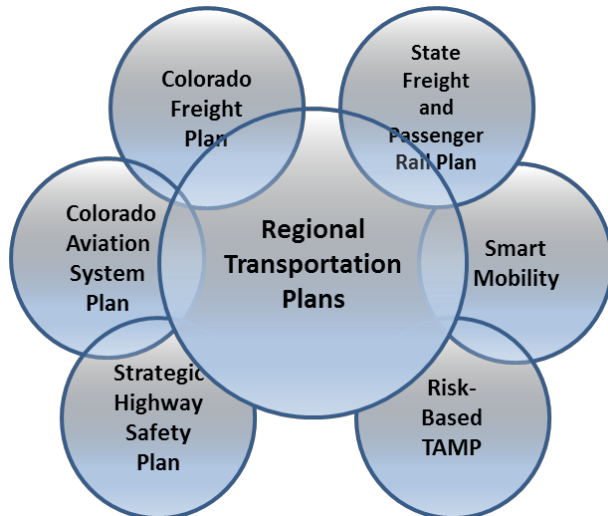 Colorado
Freight
Plan
State
Freight
and
Passenger
Rail Plan
Colorado
Aviation
System
Plan
Regional
Transportation
Plans
Smart
Mobility
Strategic
Highway
Safety
Plan
Risk-
Based
TAMP